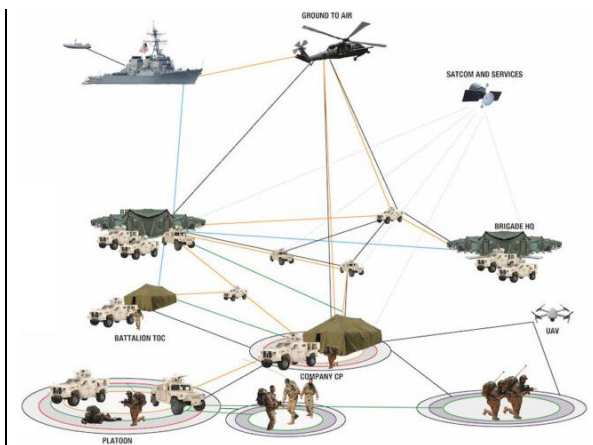 GROUND TO AIR
SATCOM AND SERVICES
BRIGADE HQ
BATTALION TOC
UAV
COMPANY CP
PLATOON